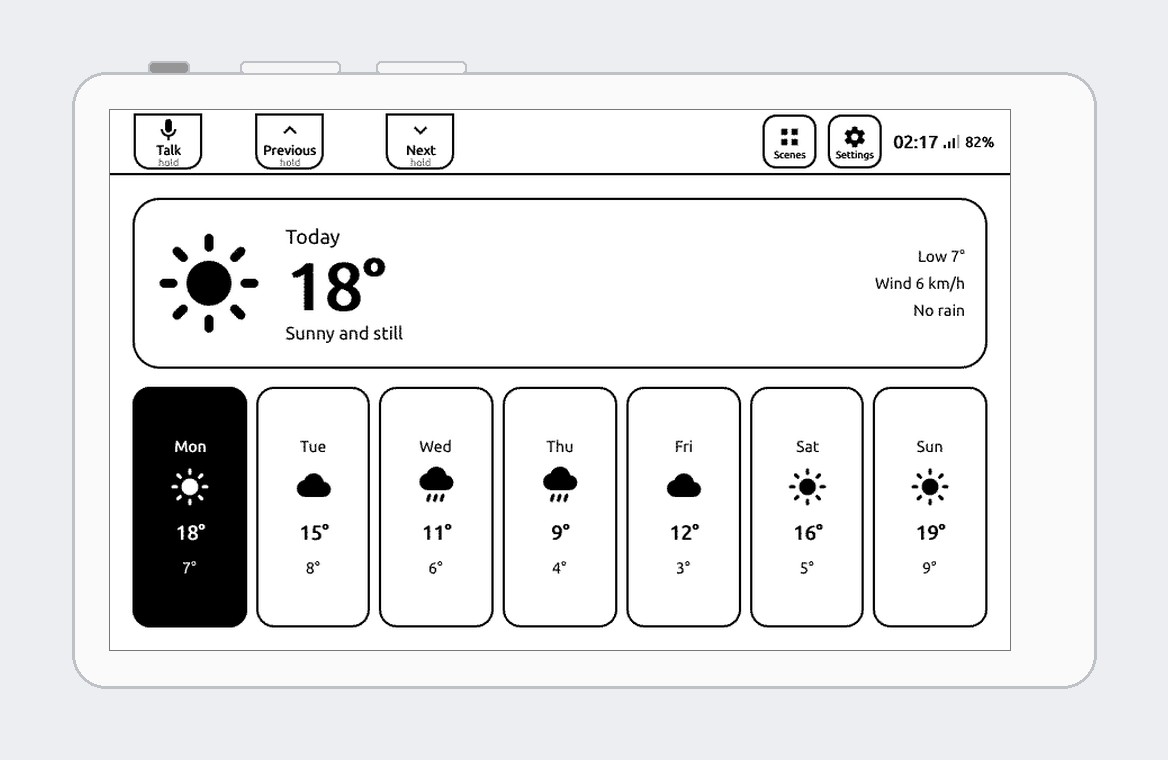 Talk
hold
Previous
hold
Next
hold
Scenes
Settings
02:17
82%
Today
18°
Sunny and still
Low 7°
Wind 6 km/h
No rain
Mon
18°
7°
Tue
15°
8°
Wed
11°
6°
Thu
9°
4°
Fri
12°
3°
Sat
16°
5°
Sun
19°
9°